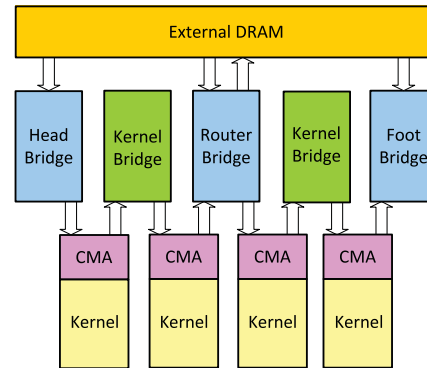 External DRAM
Head
Bridge
Kernel
Bridge
Router
Bridge
Kernel
Bridge
Foot
Bridge
CMA
CMA
CMA
CMA
Kernel
Kernel
Kernel
Kernel